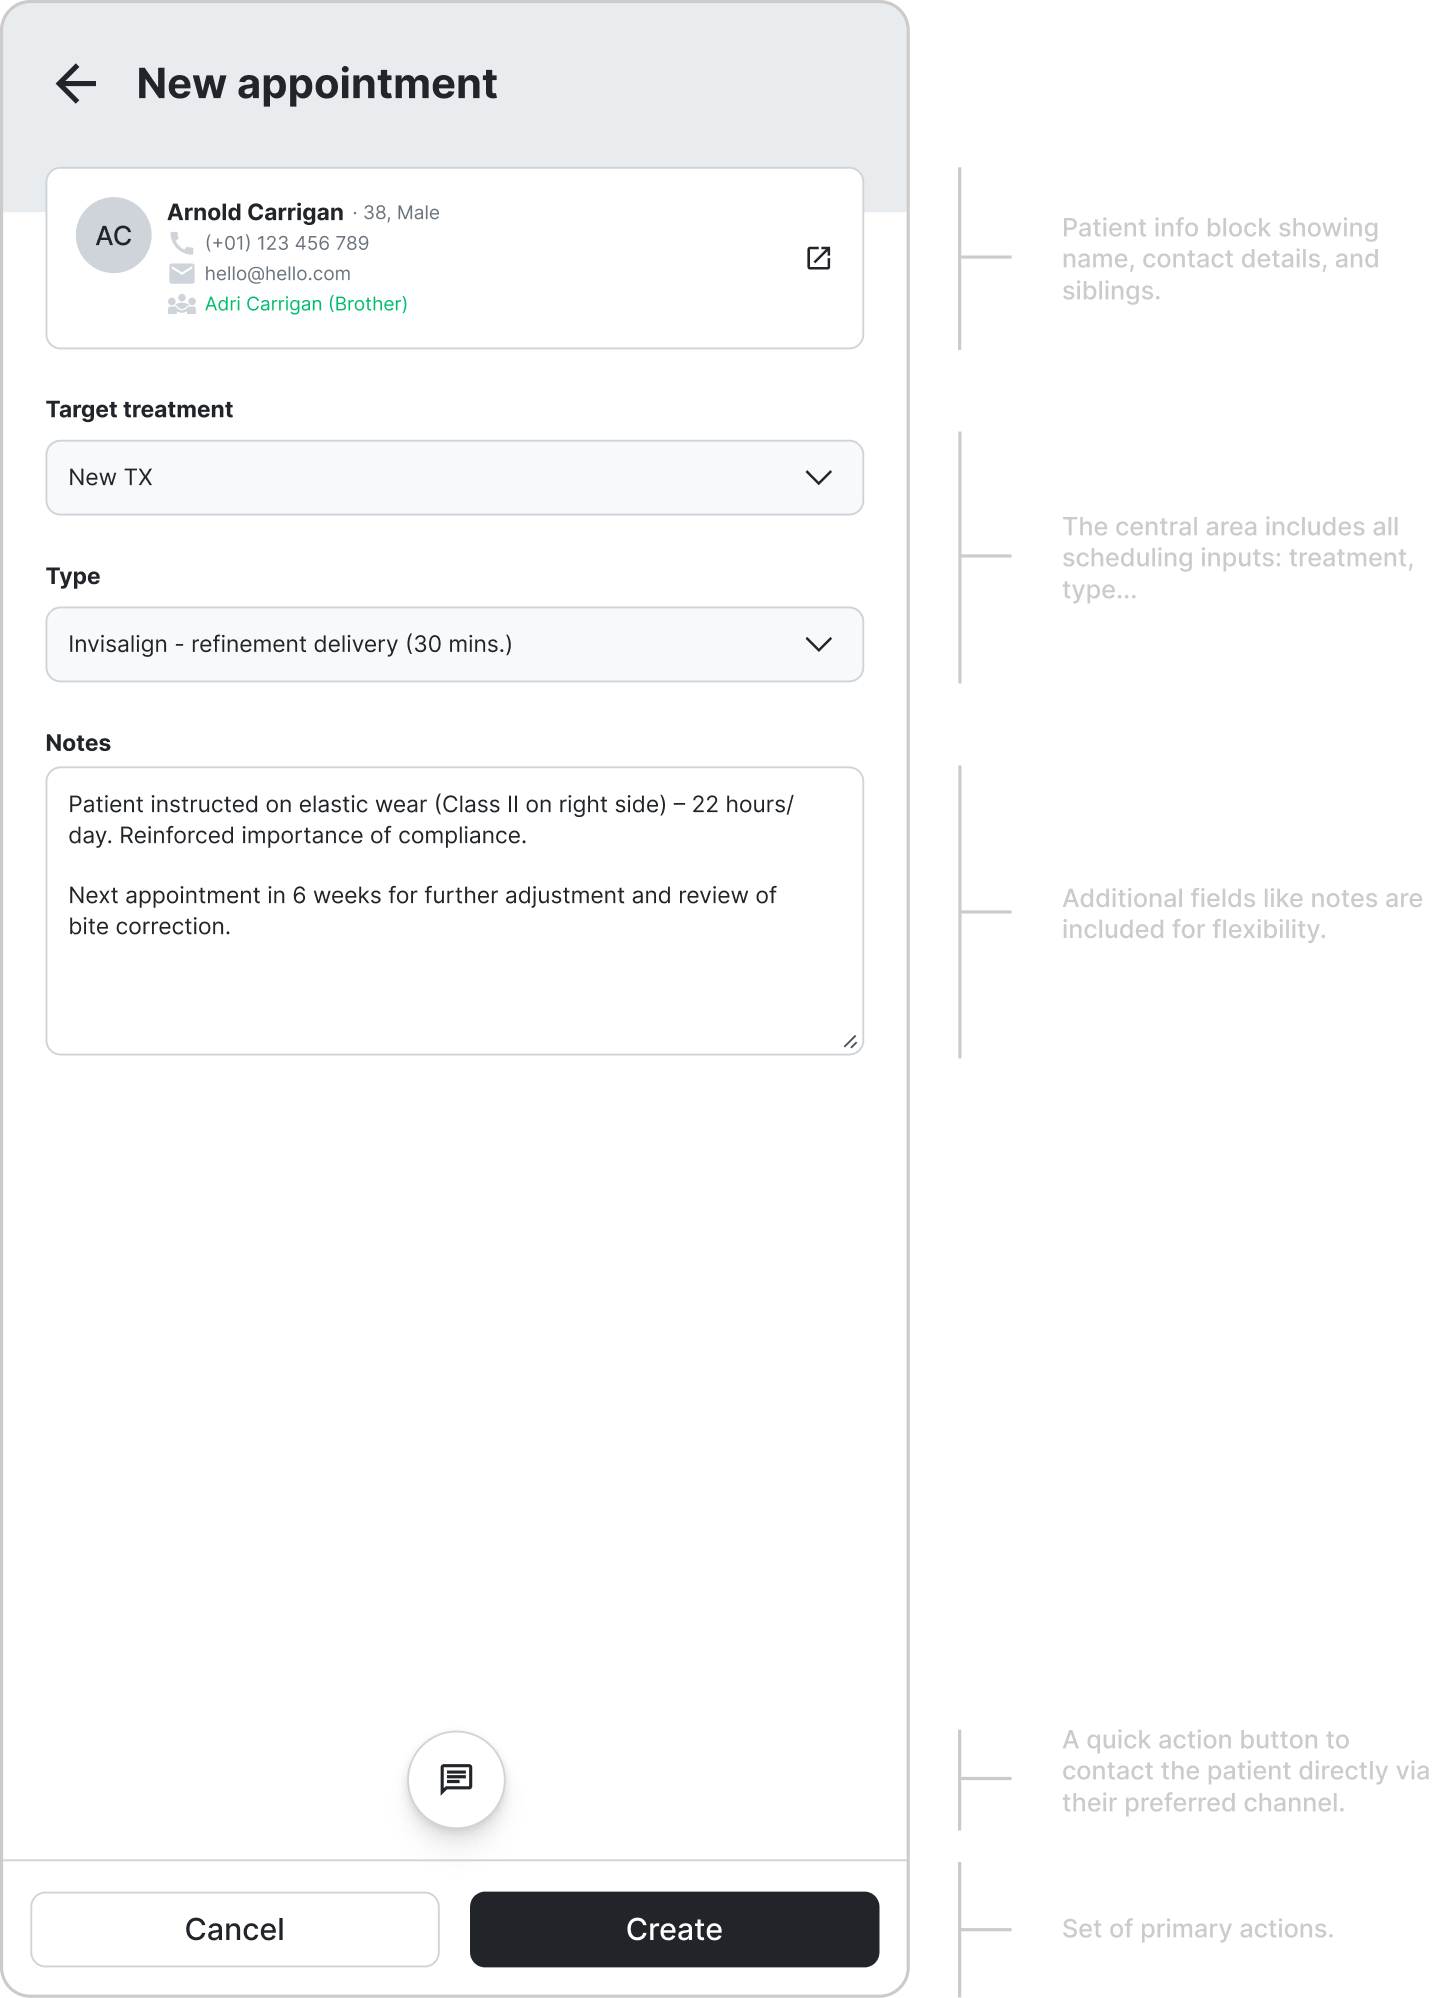 New appointment
AC
Arnold Carrigan · 38, Male
(+01) 123 456 789
hello@hello.com
Adri Carrigan (Brother)
Patient info block showing
name, contact details, and
siblings.
Target treatment
New TX
Type
Invisalign - refinement delivery (30 mins.)
The central area includes all
scheduling inputs: treatment,
type...
Notes
Patient instructed on elastic wear (Class II on right side) – 22 hours/
day. Reinforced importance of compliance.
Next appointment in 6 weeks for further adjustment and review of
bite correction.
Additional fields like notes are
included for flexibility.
A quick action button to
contact the patient directly via
their preferred channel.
Cancel
Create
Set of primary actions.